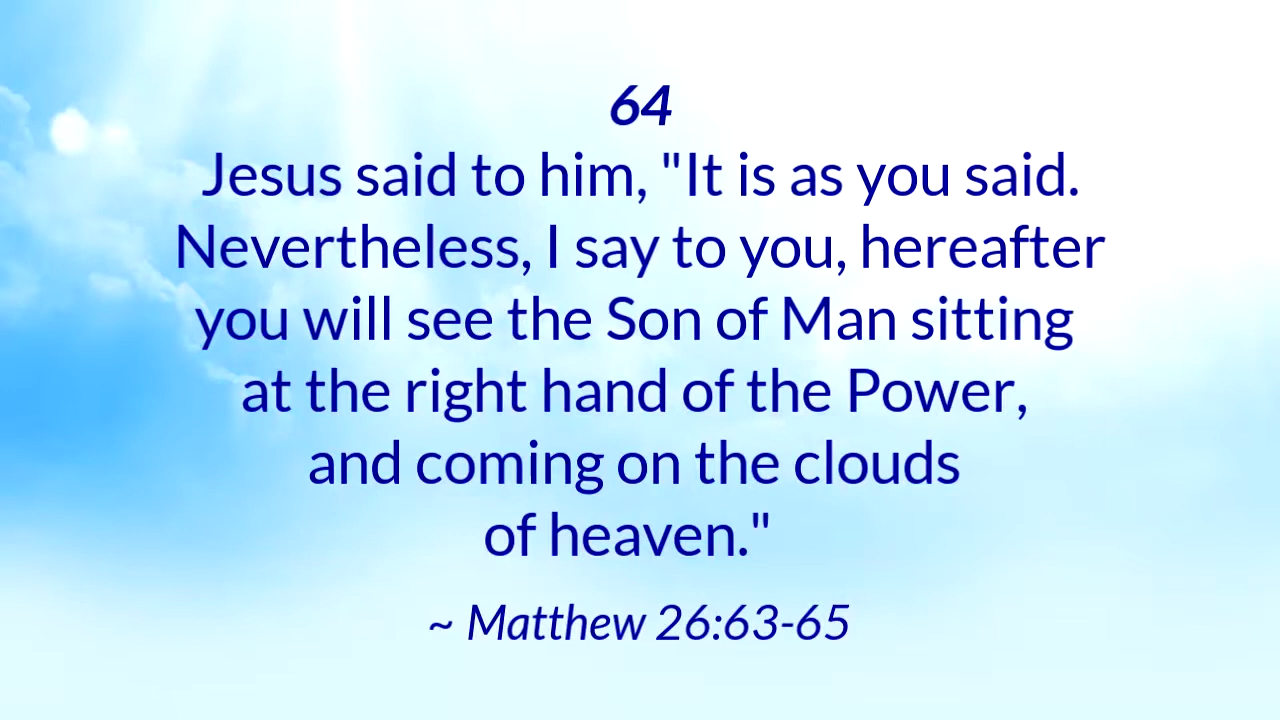 64
Jesus said to him, "It is as you said.
Nevertheless, I say to you, hereafter
you will see the Son of Man sitting
at the right hand of the Power,
and coming on the clouds
of heaven."
~ Matthew 26:63-65